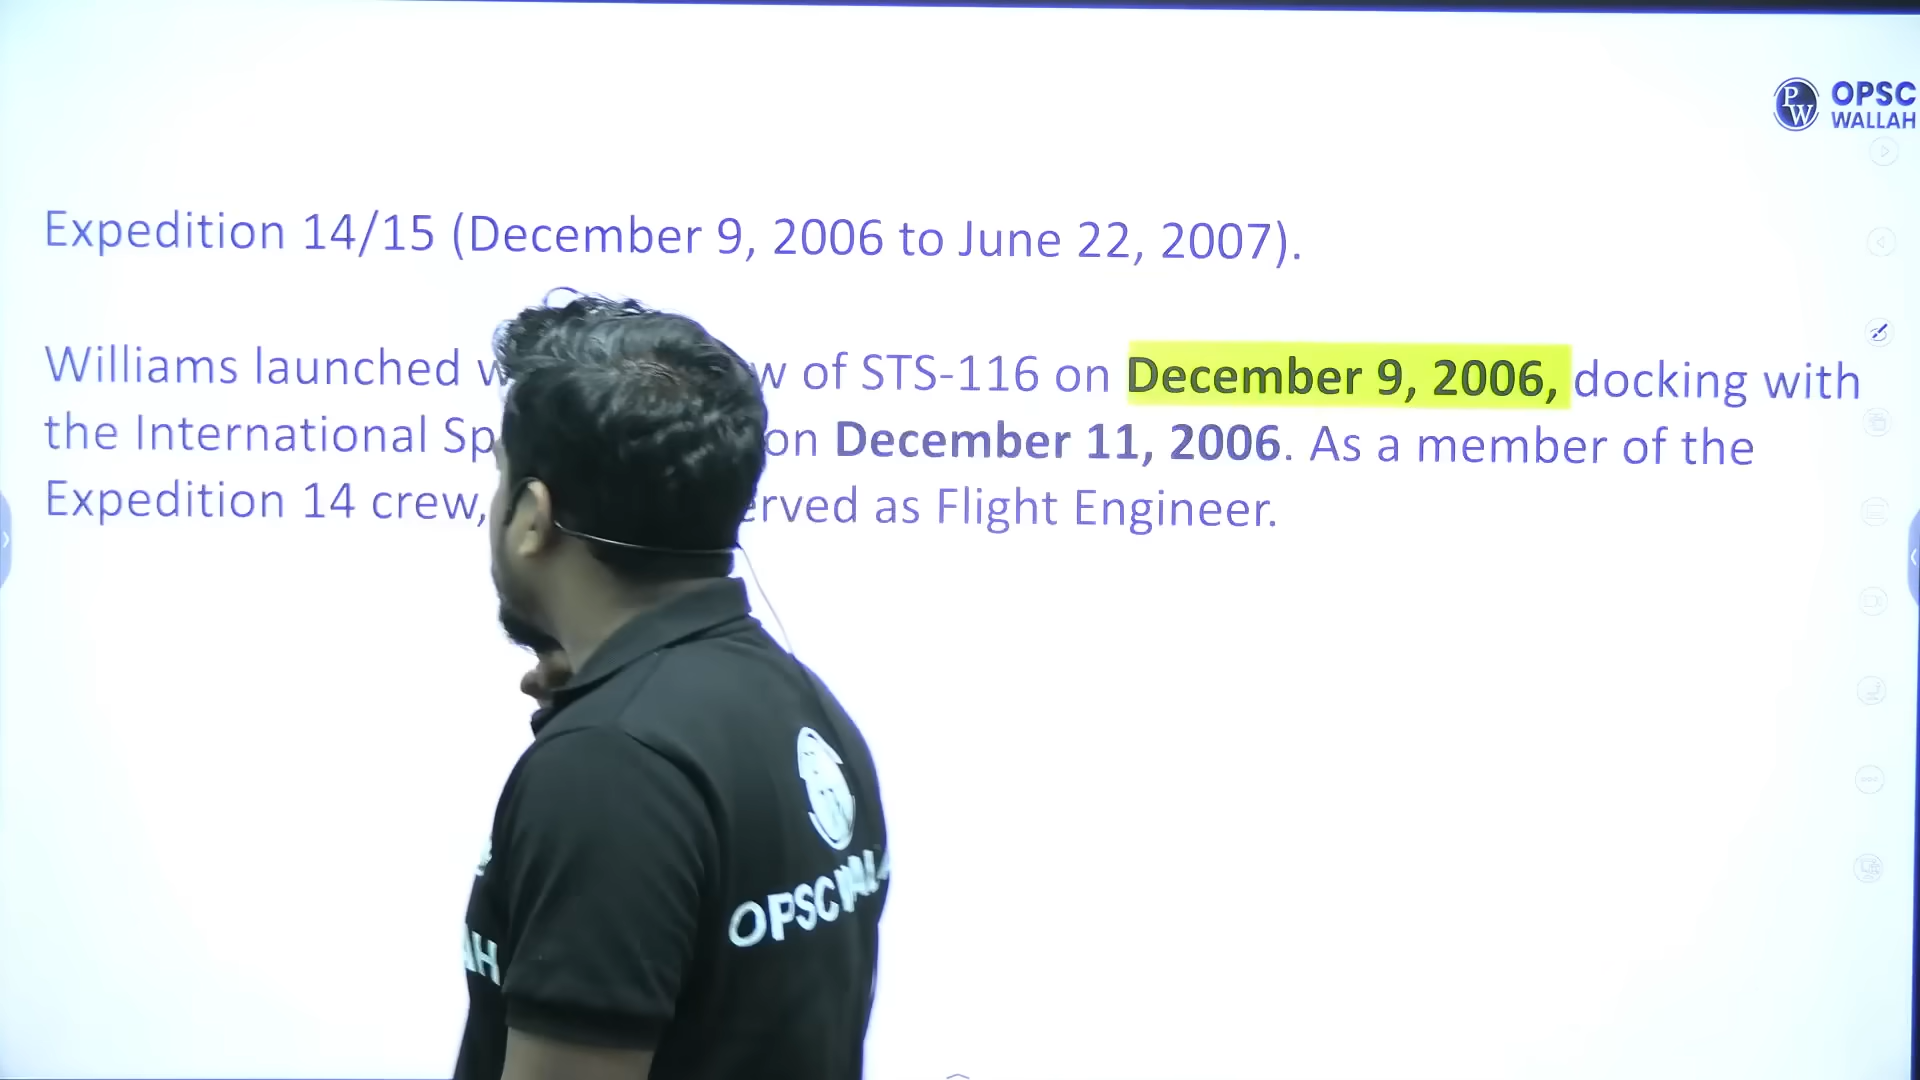 PW OPSC
WALLAH
Expedition 14/15 (December 9, 2006 to June 22, 2007).
Williams launched of STS-116 on December 9, 2006, docking with
the International on December 11, 2006. As a member of the
Expedition 14 crew, as Flight Engineer.
OPSC